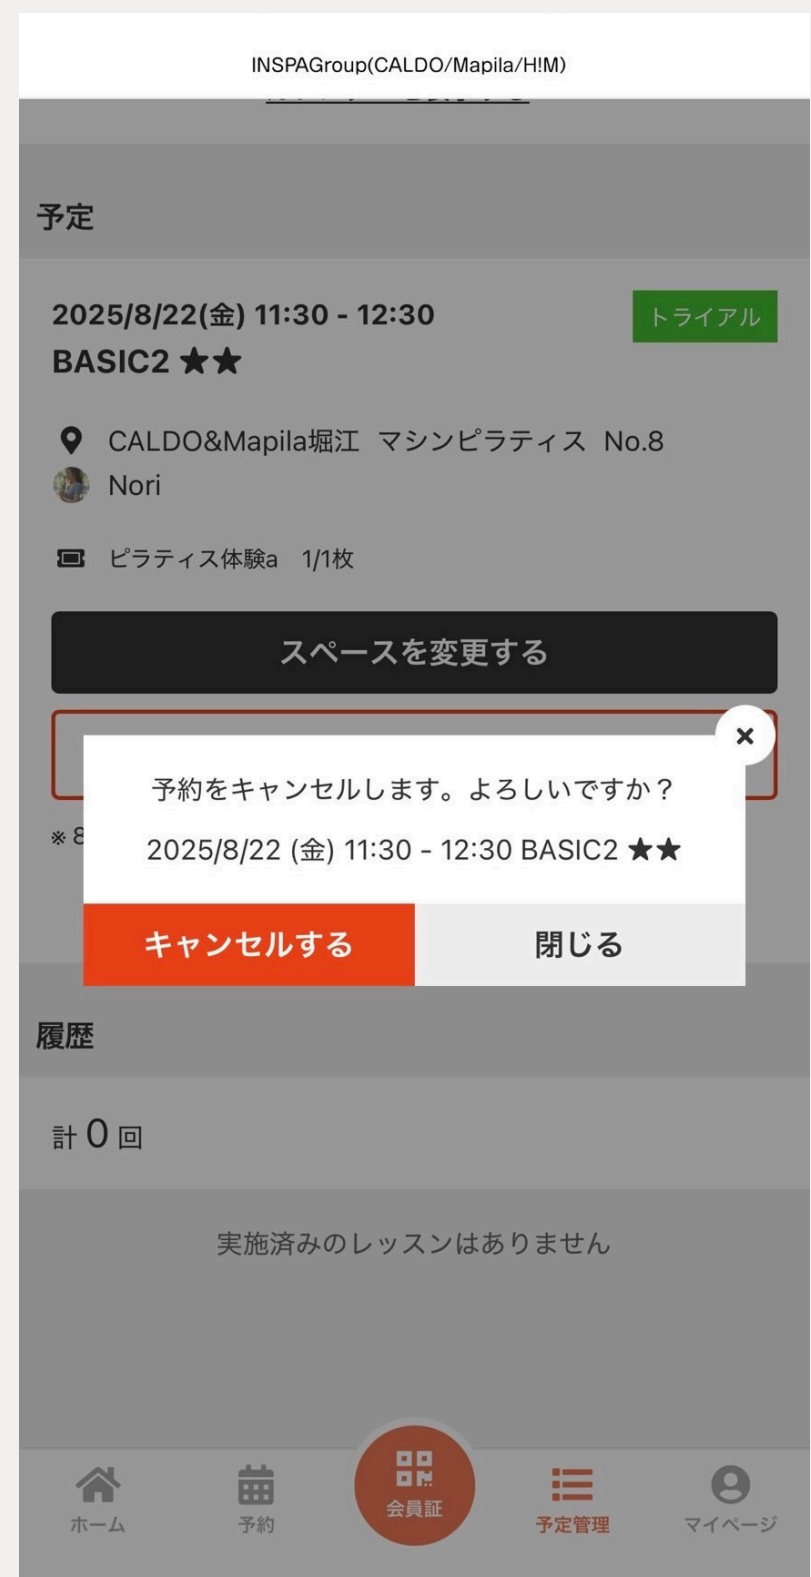 INSPAGroup(CALDO/Mapila/H!M)
予定
2025/8/22(金) 11:30 - 12:30
トライアル
BASIC2 ★★
CALDO&Mapila堀江 マシンピラティス No.8
Nori
ピラティス体験a 1/1枚
スペースを変更する
予約をキャンセルします。よろしいですか？
※ 8
2025/8/22 (金) 11:30 - 12:30 BASIC2 ★★
キャンセルする
閉じる
履歴
計 0 回
実施済みのレッスンはありません
ホーム
予約
会員証
予定管理
マイページ